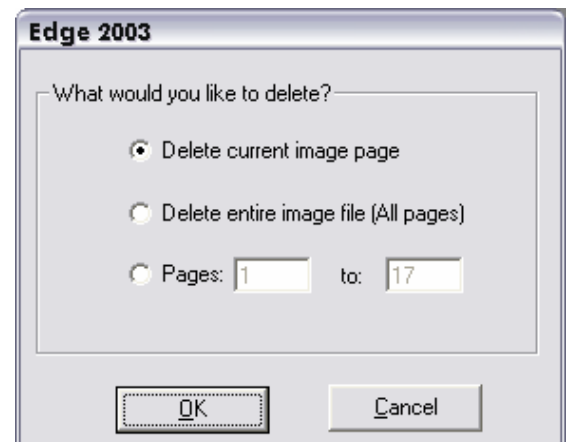 Edge 2003
What would you like to delete?
Delete current image page
Delete entire image file (All pages)
Pages: 1 to: 17
OK Cancel